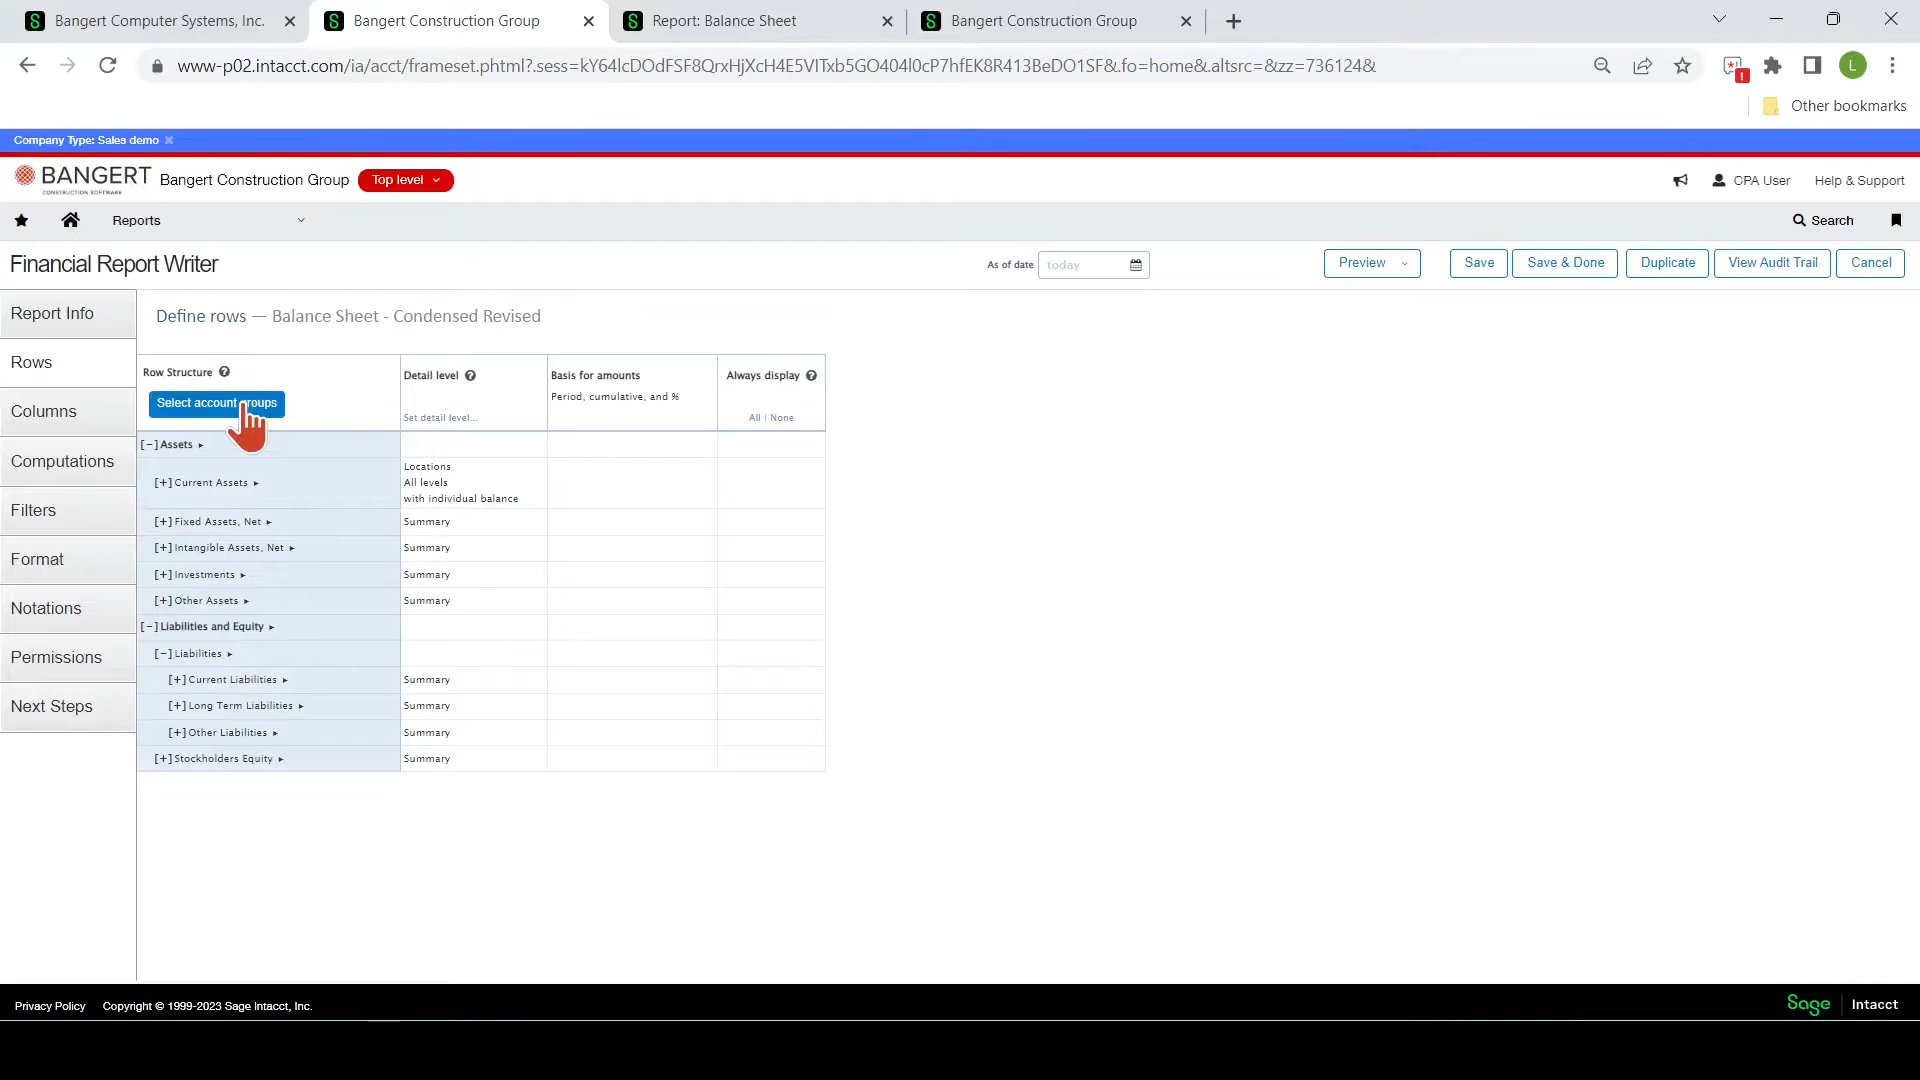 Bangert Computer Systems, Inc.
Bangert Construction Group
Report: Balance Sheet
Bangert Construction Group
www-p02.intacct.com/ia/acct/frameset.phtml?.sess=kY64lcDOdFSF8QrxHjXcH4E5VITxb5GO404l0cP7hfEK8R413BeDO1SF&.fo=home&.altsrc=&zz=736124&
L
Other bookmarks
Company Type: Sales demo
BANGERT
CONSTRUCTION SOFTWARE
Bangert Construction Group
Top level
CPA User
Help & Support
Reports
Search
Financial Report Writer
As of date
today
Preview
Save
Save & Done
Duplicate
View Audit Trail
Cancel
Report Info
Rows
Columns
Computations
Filters
Format
Notations
Permissions
Next Steps
Define rows — Balance Sheet - Condensed Revised
Row Structure
Select account groups
Detail level
Set detail level...
Basis for amounts
Period, cumulative, and %
Always display
All | None
[−] Assets
[+] Current Assets
Locations
All levels
with individual balance
[+] Fixed Assets, Net
Summary
[+] Intangible Assets, Net
Summary
[+] Investments
Summary
[+] Other Assets
Summary
[−] Liabilities and Equity
[−] Liabilities
[+] Current Liabilities
Summary
[+] Long Term Liabilities
Summary
[+] Other Liabilities
Summary
[+] Stockholders Equity
Summary
Privacy Policy
Copyright © 1999-2023 Sage Intacct, Inc.
Sage
Intacct